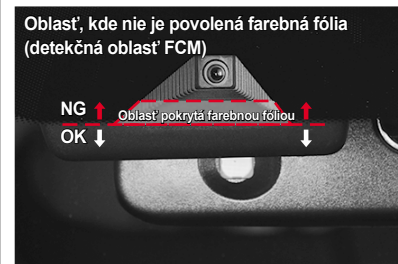 Oblasť, kde nie je povolená farebná fólia
(detekčná oblasť FCM)
NG
Oblasť pokrytá farebnou fóliou
OK